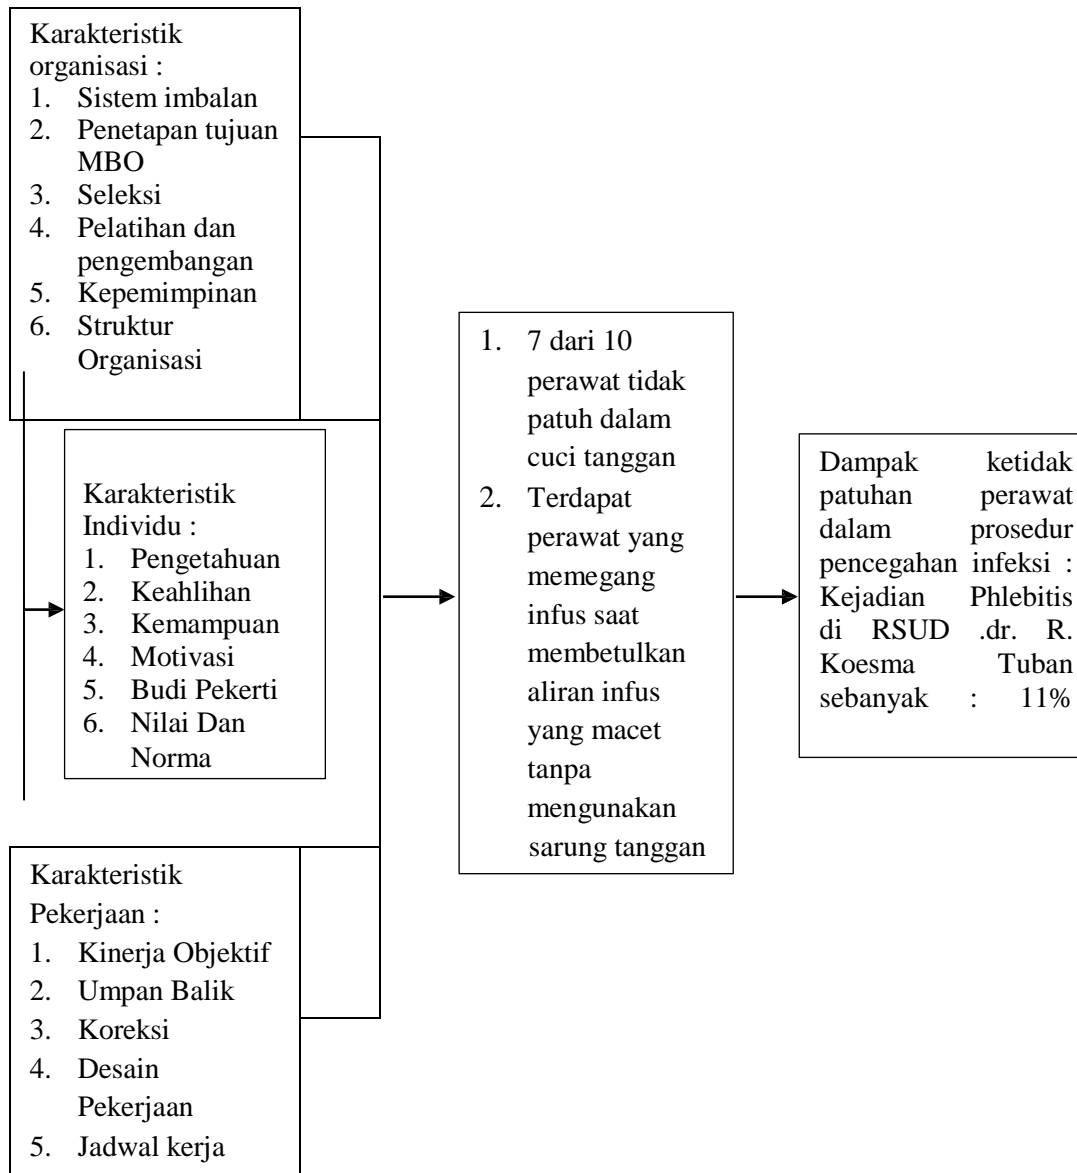 Karakteristik
organisasi :
1. Sistem imbalan
2. Penetapan tujuan
MBO
3. Seleksi
4. Pelatihan dan
pengembangan
5. Kepemimpinan
6. Struktur
Organisasi
Karakteristik
Individu :
1. Pengetahuan
2. Keahlihan
3. Kemampuan
4. Motivasi
5. Budi Pekerti
6. Nilai Dan
Norma
Karakteristik
Pekerjaan :
1. Kinerja Objektif
2. Umpan Balik
3. Koreksi
4. Desain
Pekerjaan
5. Jadwal kerja
1. 7 dari 10
perawat tidak
patuh dalam
cuci tanggan
2. Terdapat
perawat yang
memegang
infus saat
membetulkan
aliran infus
yang macet
tanpa
mengunakan
sarung tanggan
Dampak ketidak
patuhan perawat
dalam prosedur
pencegahan infeksi :
Kejadian Phlebitis
di RSUD .dr. R.
Koesma Tuban
sebanyak : 11%